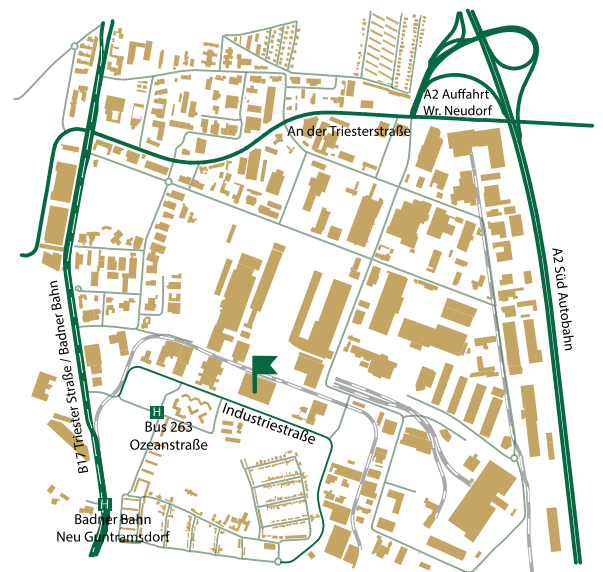 A2 Auffahrt
Wr. Neudorf
An der Triesterstraße
A2 Süd Autobahn
B17 Triester Straße / Badner Bahn
Industriestraße
H
Bus 263
Ozeanstraße
H
Badner Bahn
Neu Guntramsdorf